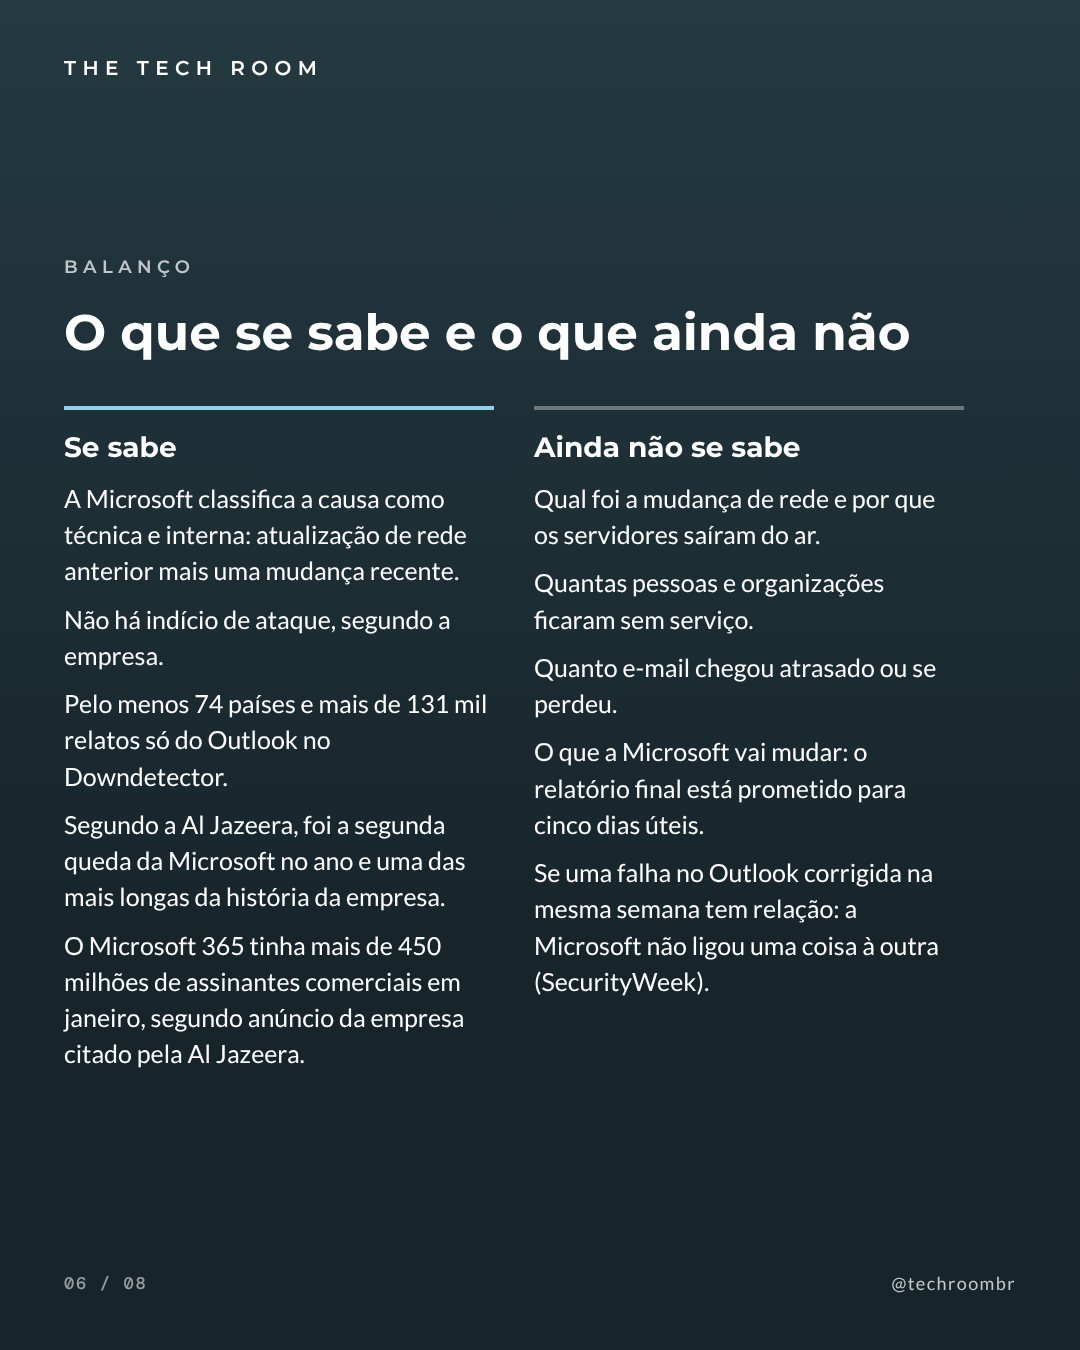 THE TECH ROOM
BALANÇO
O que se sabe e o que ainda não
Se sabe
A Microsoft classifica a causa como
técnica e interna: atualização de rede
anterior mais uma mudança recente.
Não há indício de ataque, segundo a
empresa.
Pelo menos 74 países e mais de 131 mil
relatos só do Outlook no
Downdetector.
Segundo a Al Jazeera, foi a segunda
queda da Microsoft no ano e uma das
mais longas da história da empresa.
O Microsoft 365 tinha mais de 450
milhões de assinantes comerciais em
janeiro, segundo anúncio da empresa
citado pela Al Jazeera.
Ainda não se sabe
Qual foi a mudança de rede e por que
os servidores saíram do ar.
Quantas pessoas e organizações
ficaram sem serviço.
Quanto e-mail chegou atrasado ou se
perdeu.
O que a Microsoft vai mudar: o
relatório final está prometido para
cinco dias úteis.
Se uma falha no Outlook corrigida na
mesma semana tem relação: a
Microsoft não ligou uma coisa à outra
(SecurityWeek).
06 / 08
@techroombr